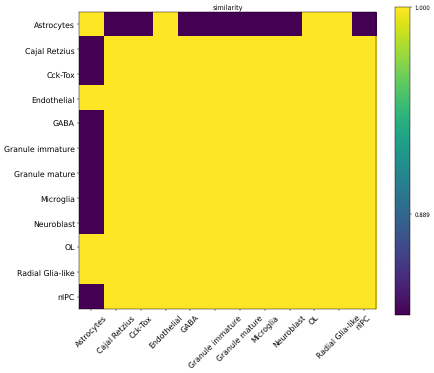 similarity
Astrocytes
Cajal Retzius
Cck-Tox
Endothelial
GABA
Granule immature
Granule mature
Microglia
Neuroblast
OL
Radial Glia-like
nIPC
1.000
0.889
Astrocytes
Cajal Retzius
Cck-Tox
Endothelial
GABA
Granule immature
Granule mature
Microglia
Neuroblast
OL
Radial Glia-like
nIPC